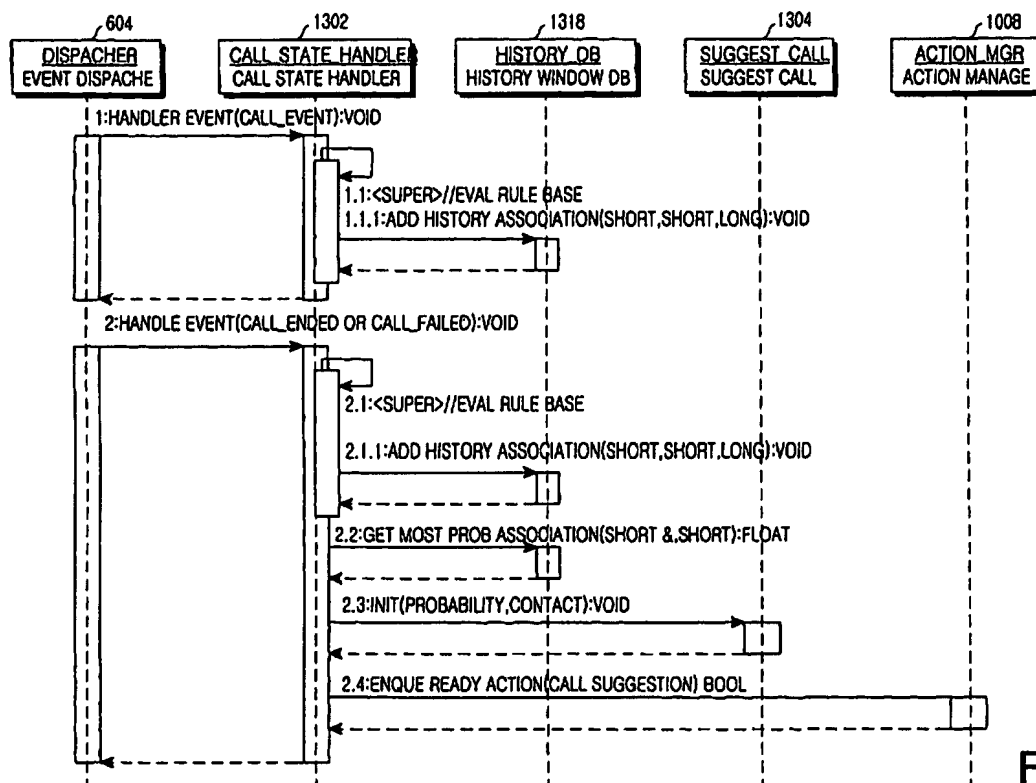 604
1302
1318
1304
1008
DISPACHER
EVENT DISPACHE
CALL STATE HANDLER
CALL STATE HANDLER
HISTORY DB
HISTORY WINDOW DB
SUGGEST CALL
SUGGEST CALL
ACTION MGR
ACTION MANAGE
1:HANDLER EVENT(CALL_EVENT):VOID
1.1:<SUPER>//EVAL RULE BASE
1.1.1:ADD HISTORY ASSOCIATION(SHORT,SHORT,LONG):VOID
2:HANDLE EVENT(CALL_ENDED OR CALL_FAILED):VOID
2.1:<SUPER>//EVAL RULE BASE
2.1.1:ADD HISTORY ASSOCIATION(SHORT,SHORT,LONG):VOID
2.2:GET MOST PROB ASSOCIATION(SHORT &,SHORT):FLOAT
2.3:INIT(PROBABILITY,CONTACT):VOID
2.4:ENQUE READY ACTION(CALL SUGGESTION) BOOL